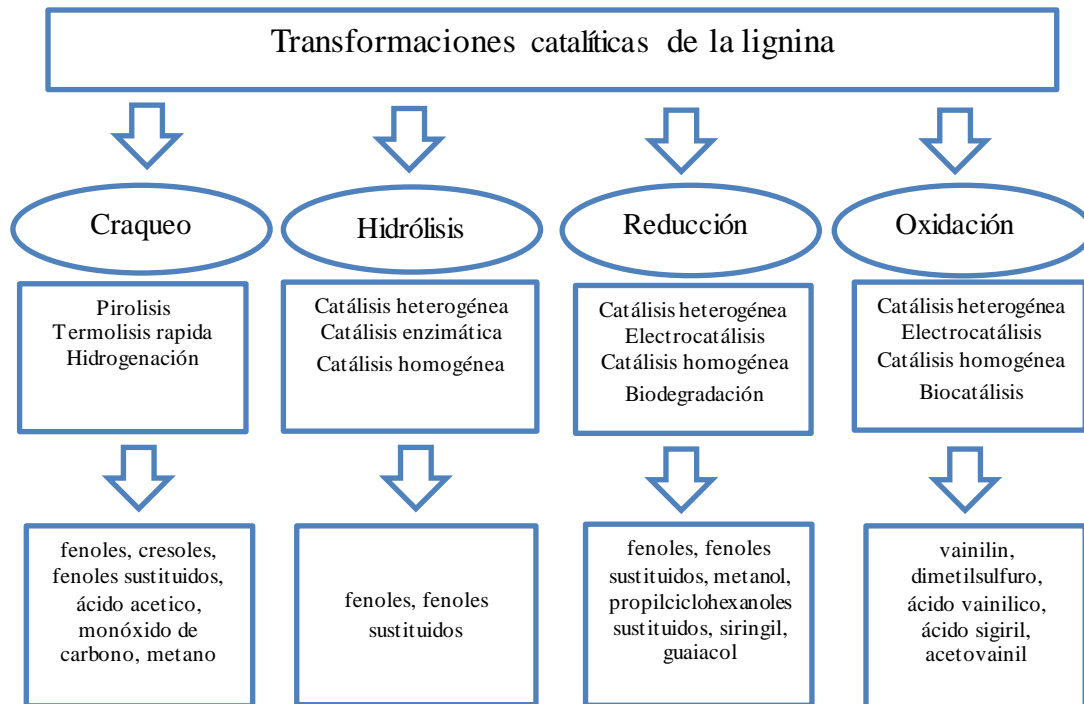 Transformaciones catalíticas de la lignina
Craqueo
Hidrólisis
Reducción
Oxidación
Pirolisis
Termolisis rapida
Hidrogenación
Catálisis heterogénea
Catálisis enzimática
Catálisis homogénea
Catálisis heterogénea
Electrocatálisis
Catálisis homogénea
Biodegradación
Catálisis heterogénea
Electrocatálisis
Catálisis homogénea
Biocatálisis
fenoles, cresoles,
fenoles sustituidos,
ácido acetico,
monóxido de
carbono, metano
fenoles, fenoles
sustituidos
fenoles, fenoles
sustituidos, metanol,
propilciclohexanoles
sustituidos, siringil,
guaiacol
vainilin,
dimetilsulfuro,
ácido vainilico,
ácido sigiril,
acetovainil